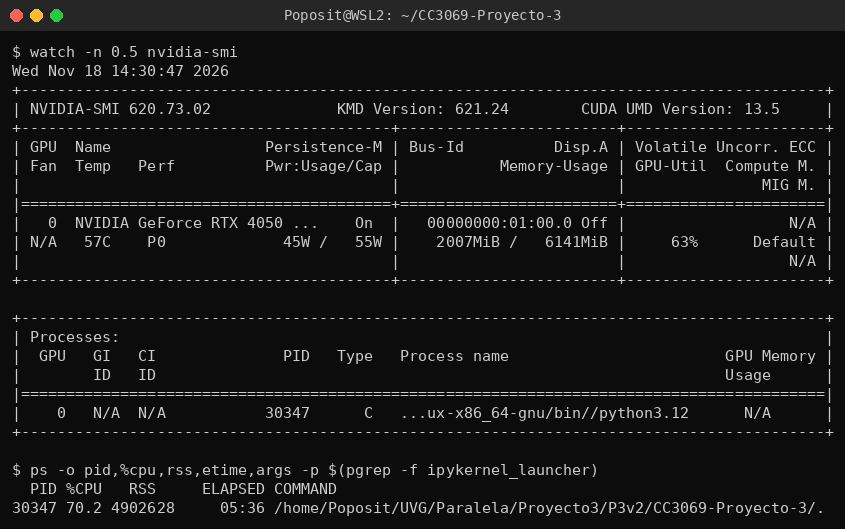 Poposit@WSL2: ~/CC3069-Proyecto-3
$ watch -n 0.5 nvidia-smi
Wed Nov 18 14:30:47 2026
+-----------------------------------------------------------------------------------------+
| NVIDIA-SMI 620.73.02              KMD Version: 621.24        CUDA UMD Version: 13.5     |
+-----------------------------------------+------------------------+----------------------+
| GPU  Name                 Persistence-M | Bus-Id          Disp.A | Volatile Uncorr. ECC |
| Fan  Temp   Perf          Pwr:Usage/Cap |           Memory-Usage | GPU-Util  Compute M. |
|                                         |                        |               MIG M. |
|=========================================+========================+======================|
|   0  NVIDIA GeForce RTX 4050 ...    On  |   00000000:01:00.0 Off |                  N/A |
| N/A   57C    P0             45W /   55W |    2007MiB /   6141MiB |     63%      Default |
|                                         |                        |                  N/A |
+-----------------------------------------+------------------------+----------------------+

+-----------------------------------------------------------------------------------------+
| Processes:                                                                              |
|  GPU   GI   CI              PID   Type   Process name                        GPU Memory |
|        ID   ID                                                               Usage      |
|=========================================================================================|
|    0   N/A  N/A           30347      C   ...ux-x86_64-gnu/bin//python3.12      N/A      |
+-----------------------------------------------------------------------------------------+

$ ps -o pid,%cpu,rss,etime,args -p $(pgrep -f ipykernel_launcher)
  PID %CPU   RSS     ELAPSED COMMAND
30347 70.2 4902628     05:36 /home/Poposit/UVG/Paralela/Proyecto3/P3v2/CC3069-Proyecto-3/.